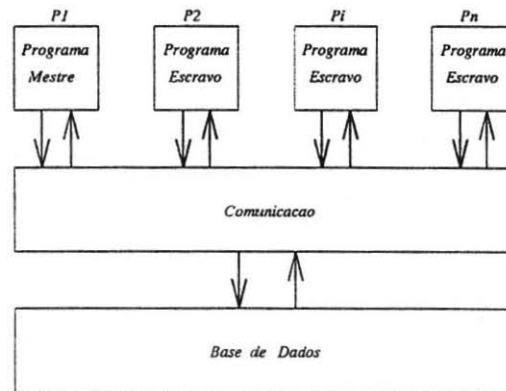 P1 P2 Pi Pn
Programa Programa Programa Programa
Mestre Escravo Escravo Escravo
Comunicacao
Base de Dados